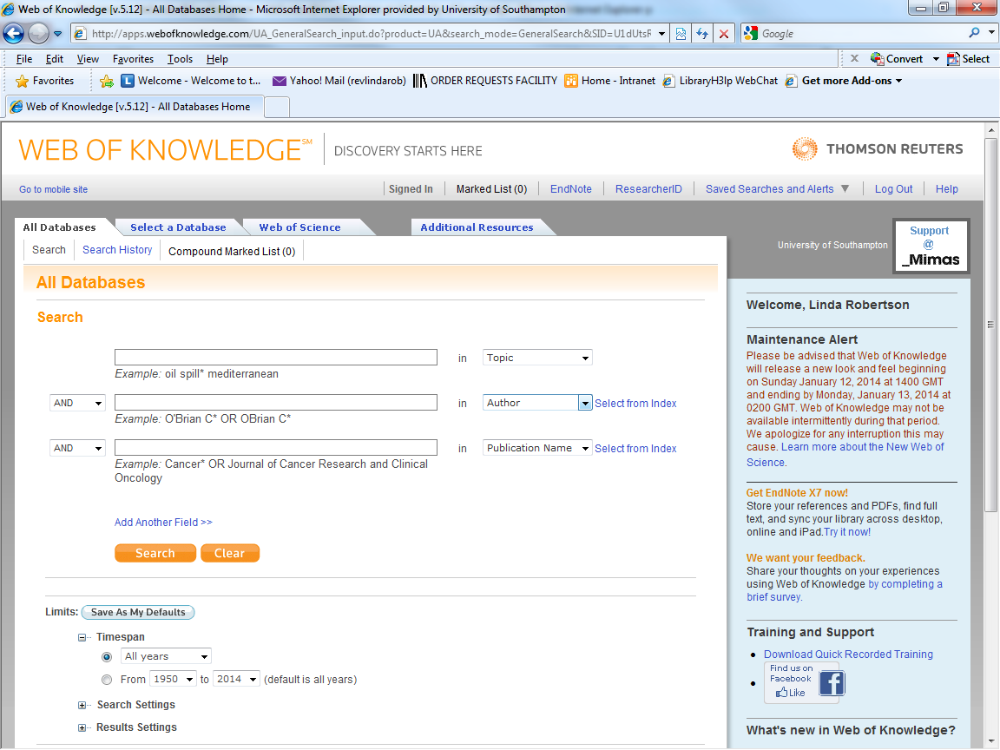 Web of Knowledge [v.5.12] - All Databases Home - Microsoft Internet Explorer provided by University of Southampton
http://apps.webofknowledge.com/UA_GeneralSearch_input.do?product=UA&search_mode=GeneralSearch&SID=U1dUtsR
Google
File Edit View Favorites Tools Help
Convert Select
Favorites Welcome - Welcome to t... Yahoo! Mail (revlindarob) ORDER REQUESTS FACILITY Home - Intranet LibraryH3lp WebChat Get more Add-ons
Web of Knowledge [v.5.12] - All Databases Home
WEB OF KNOWLEDGE SM DISCOVERY STARTS HERE
THOMSON REUTERS
Go to mobile site
Signed In Marked List (0) EndNote ResearcherID Saved Searches and Alerts Log Out Help
All Databases Select a Database Web of Science Additional Resources
Search Search History Compound Marked List (0)
All Databases
Search
in Topic
Example: oil spill* mediterranean
AND in Author Select from Index
Example: O'Brian C* OR OBrian C*
AND in Publication Name Select from Index
Example: Cancer* OR Journal of Cancer Research and Clinical
Oncology
Add Another Field >>
Search Clear
Limits: Save As My Defaults
Timespan
All years
From 1950 to 2014 (default is all years)
Search Settings
Results Settings
University of Southampton
Support
@
_Mimas
Welcome, Linda Robertson
Maintenance Alert
Please be advised that Web of Knowledge
will release a new look and feel beginning
on Sunday January 12, 2014 at 1400 GMT
and ending by Monday, January 13, 2014 at
0200 GMT. Web of Knowledge may not be
available intermittently during that period.
We apologize for any interruption this may
cause. Learn more about the New Web of
Science.
Get EndNote X7 now!
Store your references and PDFs, find full
text, and sync your library across desktop,
online and iPad.Try it now!
We want your feedback.
Share your thoughts on your experiences
using Web of Knowledge by completing a
brief survey.
Training and Support
Download Quick Recorded Training
Find us on
Facebook
Like
What's new in Web of Knowledge?